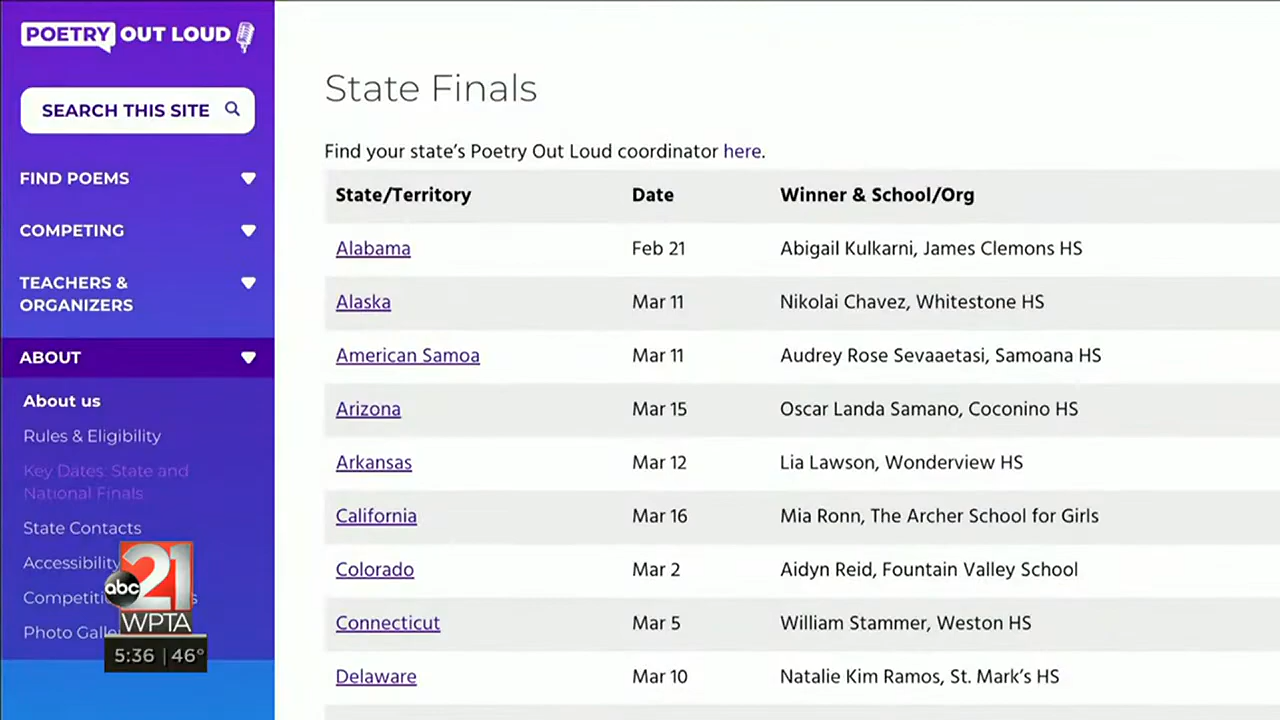 POETRY OUT LOUD
SEARCH THIS SITE
FIND POEMS
COMPETING
TEACHERS &
ORGANIZERS
ABOUT
About us
Rules & Eligibility
Key Dates: State and
National Finals
State Contacts
Accessibility
Photo
abc 21
WPTA
5:36 | 46°
State Finals
Find your state's Poetry Out Loud coordinator here.
State/Territory Date Winner & School/Org
Alabama Feb 21 Abigail Kulkarni, James Clemons HS
Alaska Mar 11 Nikolai Chavez, Whitestone HS
American Samoa Mar 11 Audrey Rose Sevaaetasi, Samoana HS
Arizona Mar 15 Oscar Landa Samano, Coconino HS
Arkansas Mar 12 Lia Lawson, Wonderview HS
California Mar 16 Mia Ronn, The Archer School for Girls
Colorado Mar 2 Aidyn Reid, Fountain Valley School
Connecticut Mar 5 William Stammer, Weston HS
Delaware Mar 10 Natalie Kim Ramos, St. Mark's HS